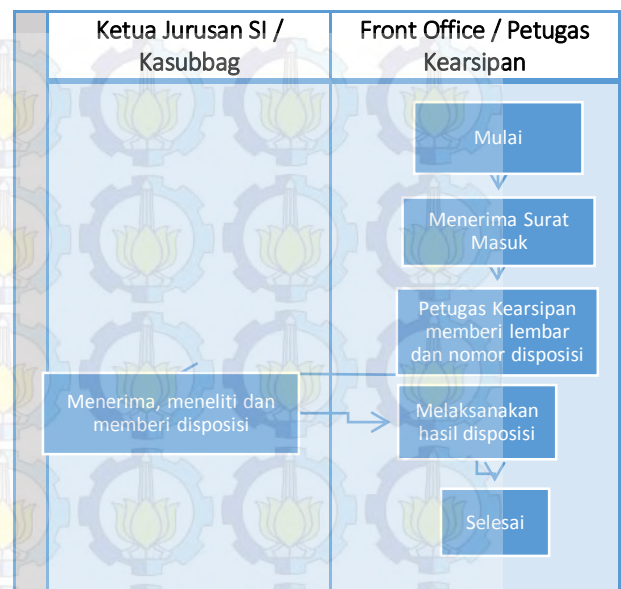 Ketua Jurusan SI /
Kasubbag
Front Office / Petugas
Kearsipan
Mulai
Menerima Surat
Masuk
Petugas Kearsipan
memberi lembar
dan nomor disposisi
Menerima, meneliti dan
memberi disposisi
Melaksanakan
hasil disposisi
Selesai